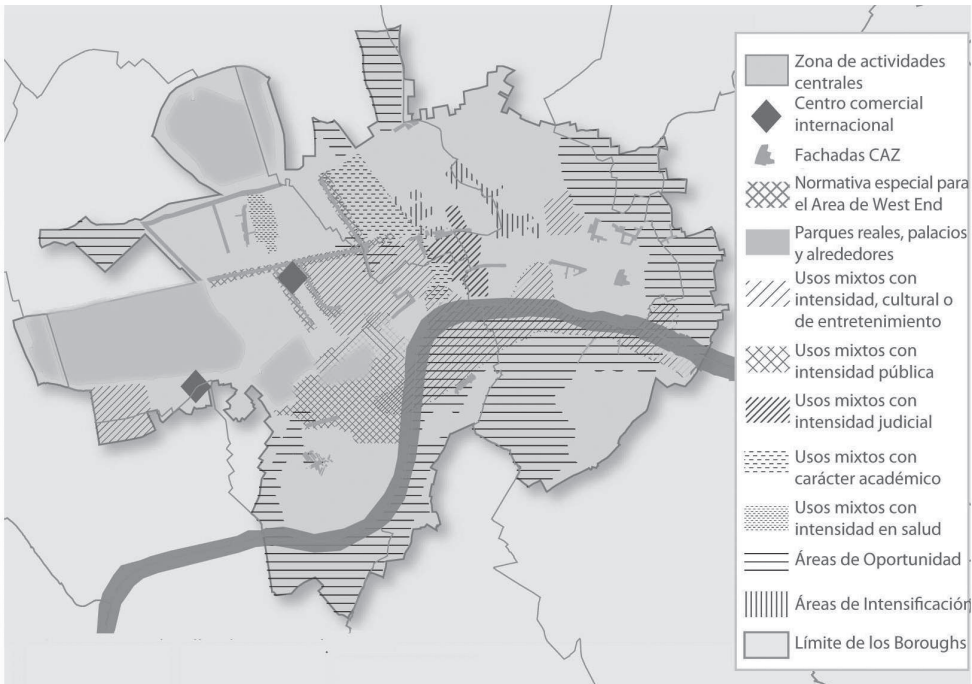 Zona de actividades
centrales
Centro comercial
internacional
Fachadas CAZ
Normativa especial para
el Area de West End
Parques reales, palacios
y alrededores
Usos mixtos con
intensidad, cultural o
de entretenimiento
Usos mixtos con
intensidad pública
Usos mixtos con
intensidad judicial
Usos mixtos con
carácter académico
Usos mixtos con
intensidad en salud
Áreas de Oportunidad
Áreas de Intensificación
Límite de los Boroughs